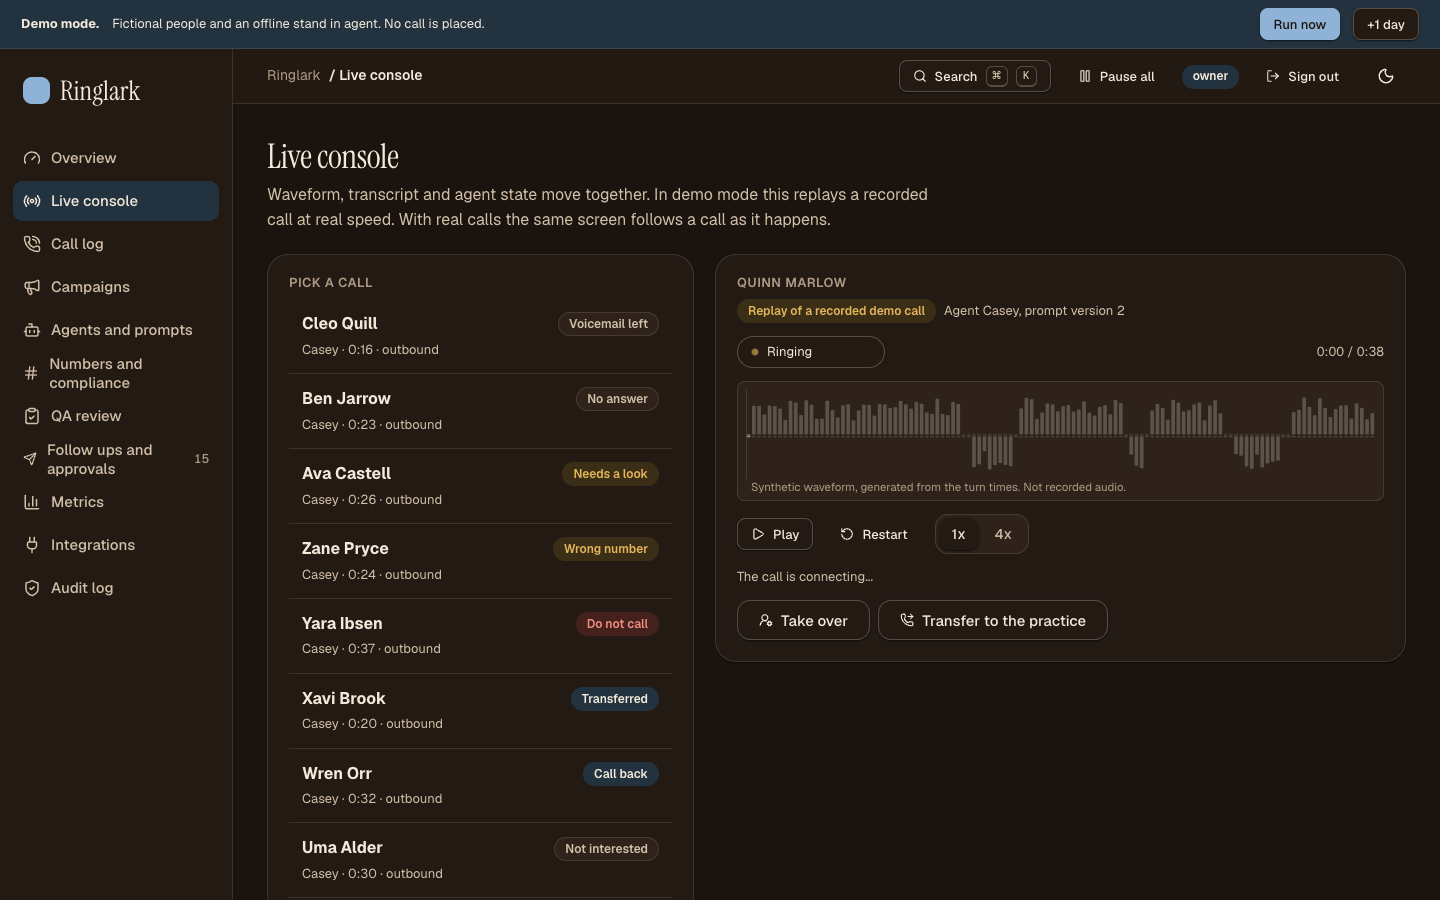 Demo mode. Fictional people and an offline stand in agent. No call is placed.
Run now
+1 day
Ringlark
Ringlark / Live console
Search ⌘ K
Pause all
owner
Sign out
Overview
Live console
Call log
Campaigns
Agents and prompts
Numbers and
compliance
QA review
Follow ups and
approvals
15
Metrics
Integrations
Audit log
Live console
Waveform, transcript and agent state move together. In demo mode this replays a recorded
call at real speed. With real calls the same screen follows a call as it happens.
PICK A CALL
Cleo Quill
Voicemail left
Casey · 0:16 · outbound
Ben Jarrow
No answer
Casey · 0:23 · outbound
Ava Castell
Needs a look
Casey · 0:26 · outbound
Zane Pryce
Wrong number
Casey · 0:24 · outbound
Yara Ibsen
Do not call
Casey · 0:37 · outbound
Xavi Brook
Transferred
Casey · 0:20 · outbound
Wren Orr
Call back
Casey · 0:32 · outbound
Uma Alder
Not interested
Casey · 0:30 · outbound
QUINN MARLOW
Replay of a recorded demo call
Agent Casey, prompt version 2
Ringing
0:00 / 0:38
Synthetic waveform, generated from the turn times. Not recorded audio.
Play
Restart
1x
4x
The call is connecting...
Take over
Transfer to the practice